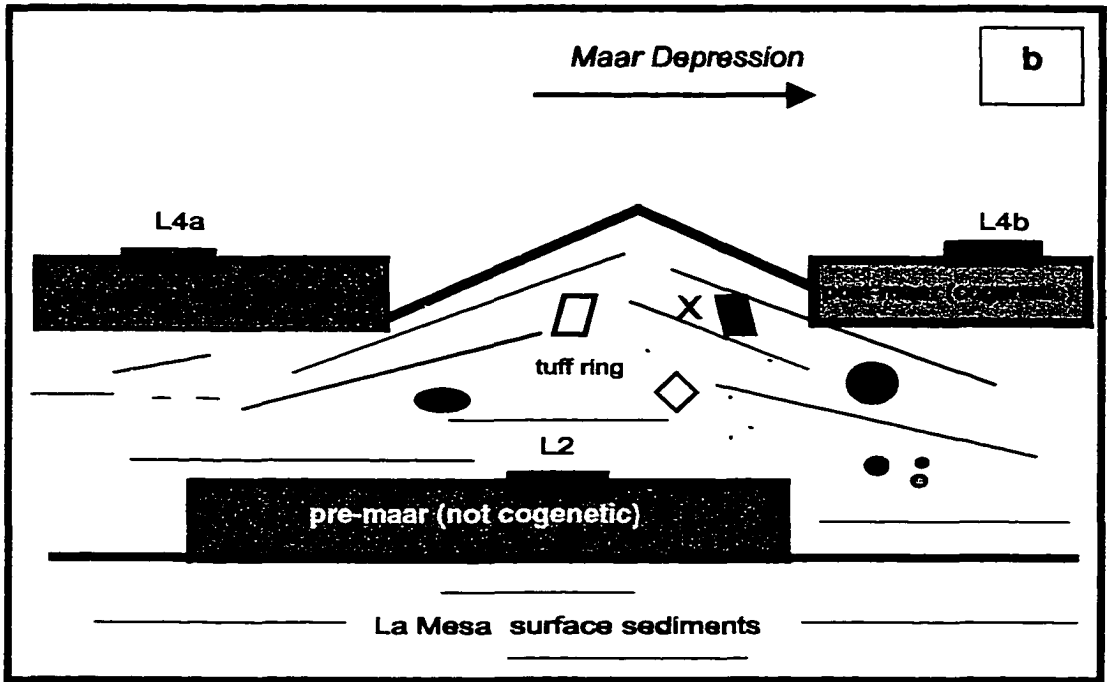 Maar Depression
b
L4a
L4b
tuff ring
L2
pre-maar (not cogenetic)
La Mesa surface sediments